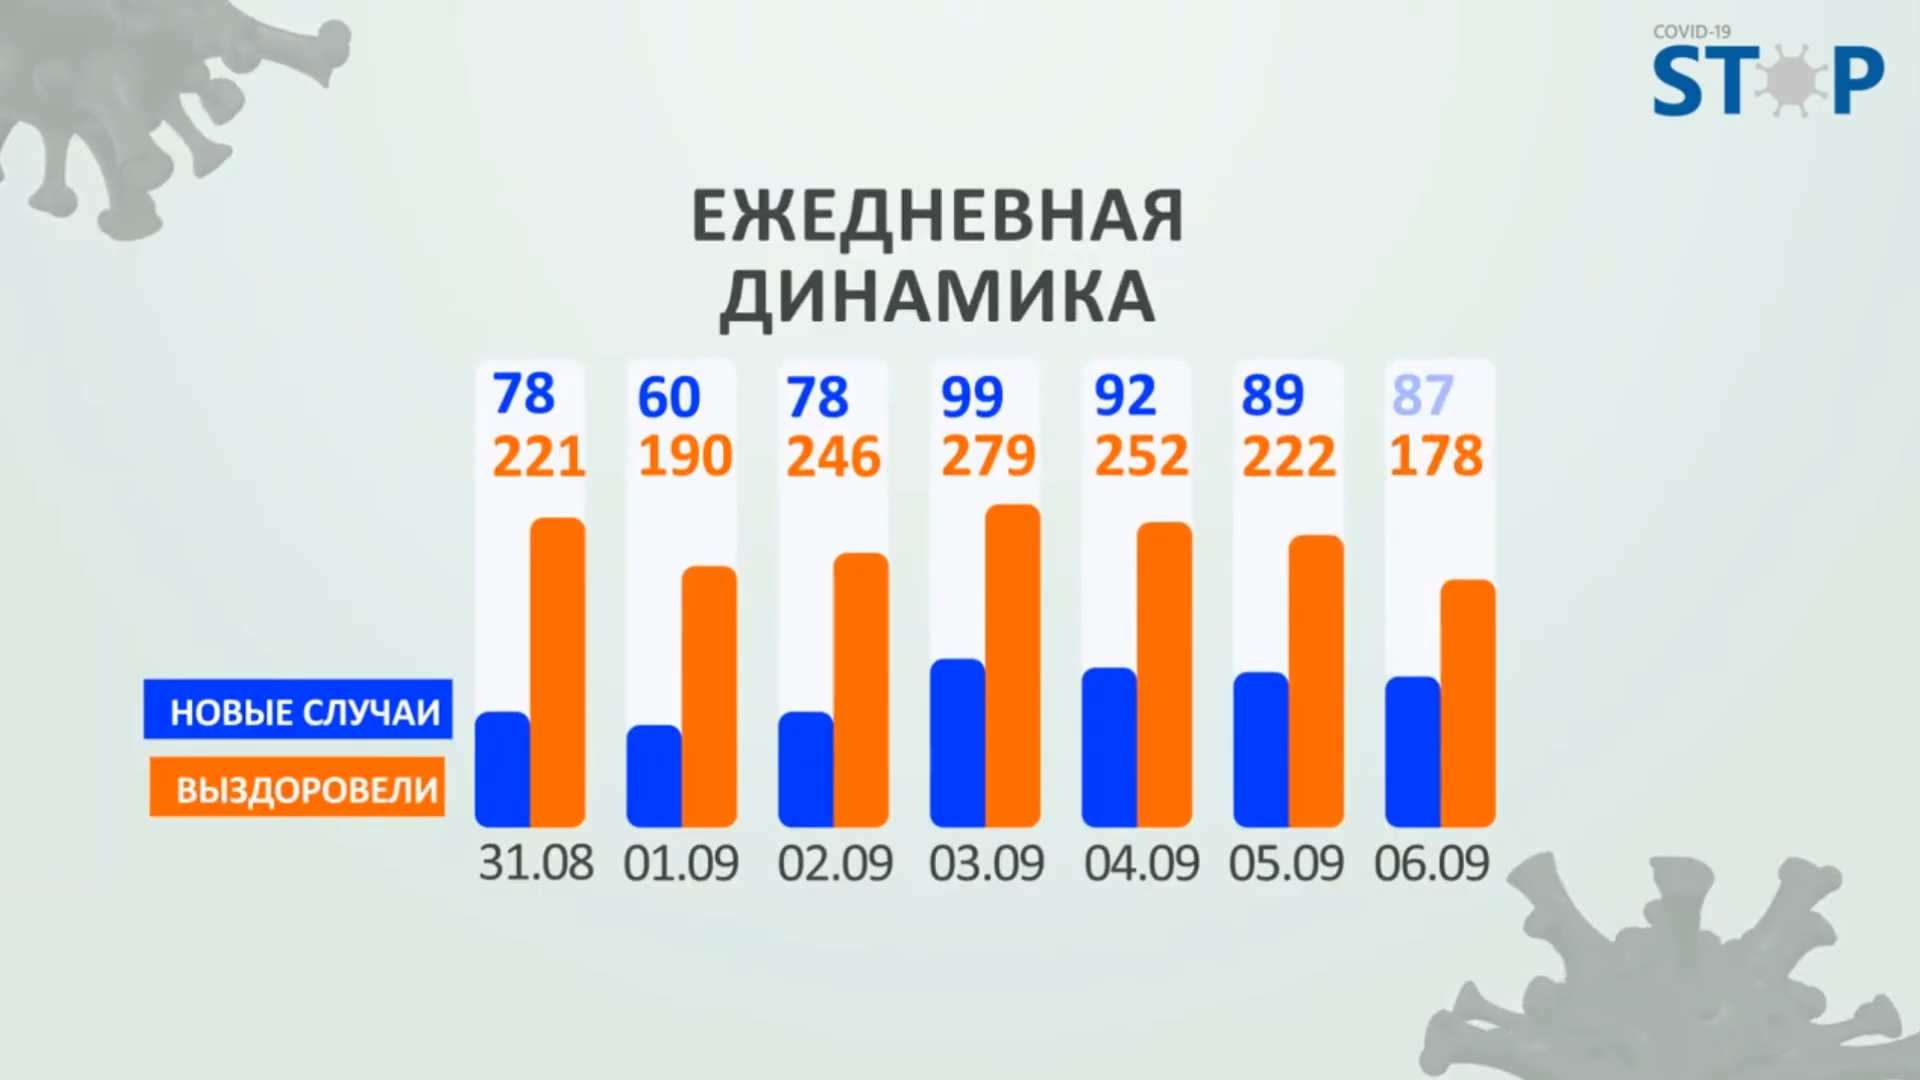 COVID-19
STOP
ЕЖЕДНЕВНАЯ
ДИНАМИКА
78 60 78 99 92 89 87
221 190 246 279 252 222 178
НОВЫЕ СЛУЧАИ
ВЫЗДОРОВЕЛИ
31.08 01.09 02.09 03.09 04.09 05.09 06.09